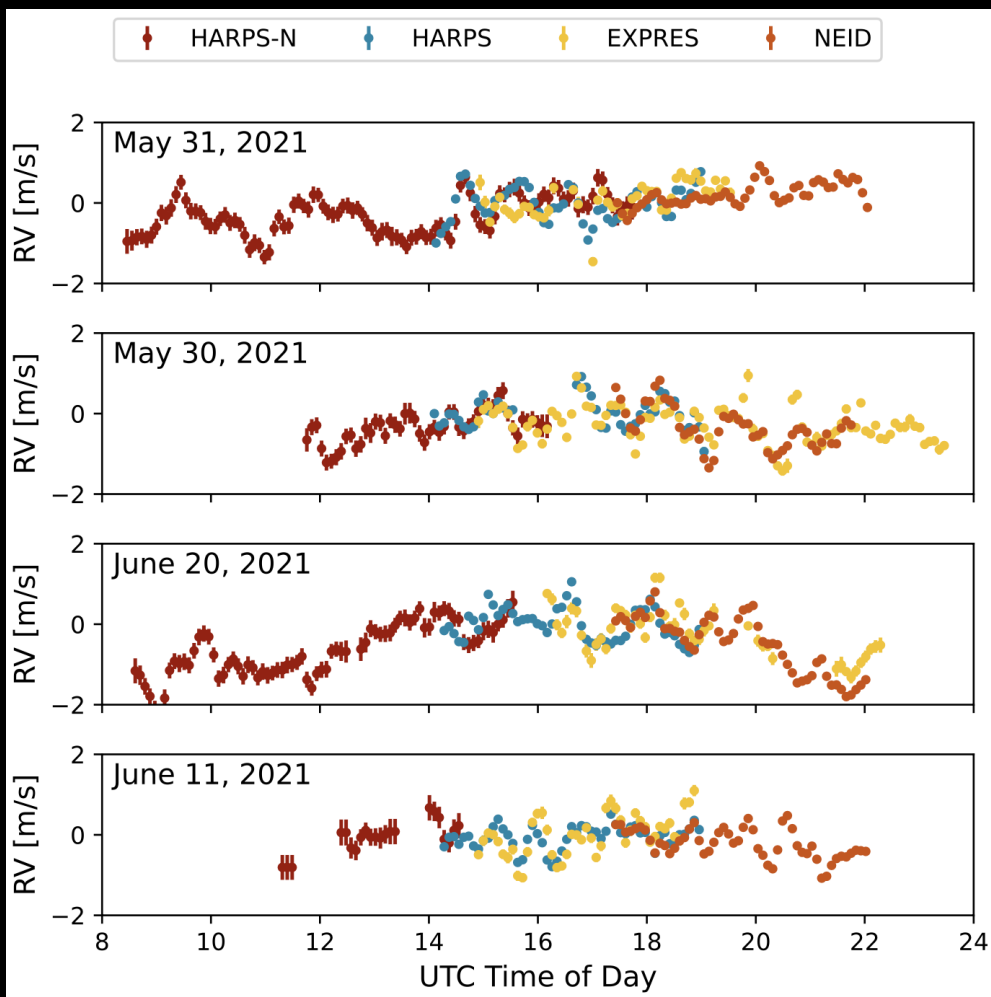 HARPS-N HARPS EXPRES NEID
May 31, 2021
RV [m/s]
2
0
−2
May 30, 2021
RV [m/s]
2
0
−2
June 20, 2021
RV [m/s]
2
0
−2
June 11, 2021
RV [m/s]
2
0
−2
8 10 12 14 16 18 20 22 24
UTC Time of Day